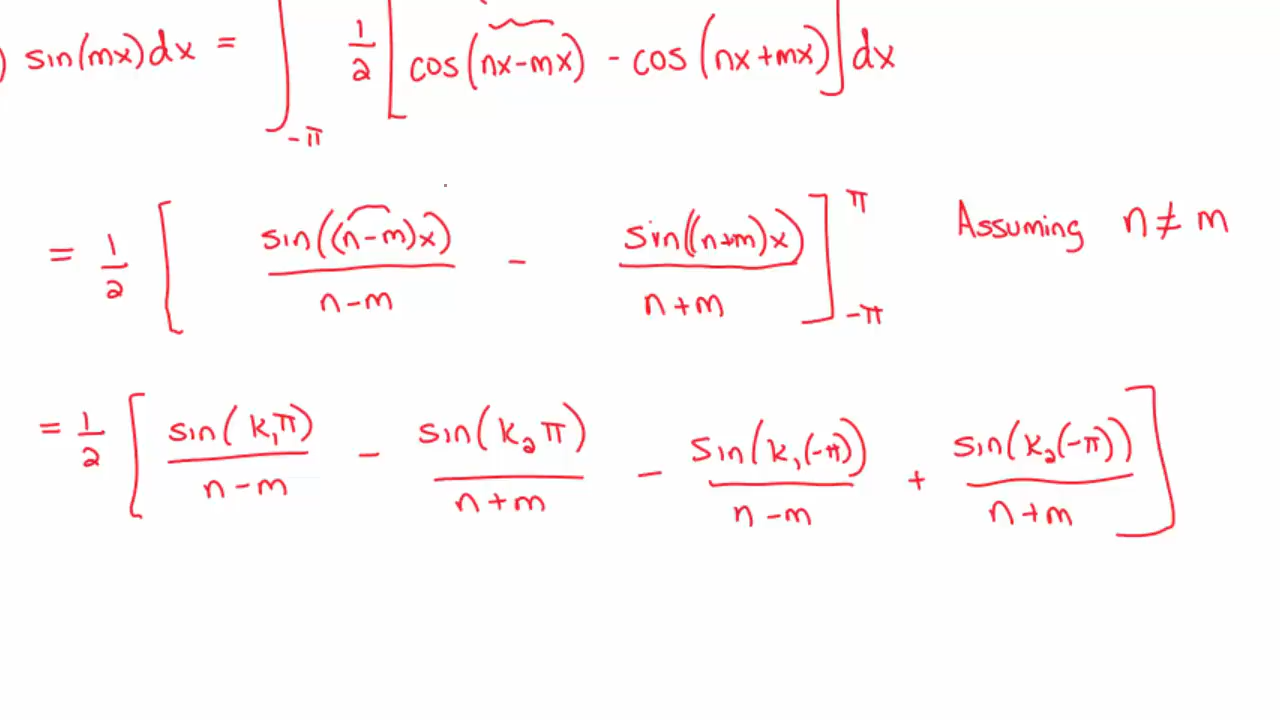 ) sin(mx)dx = ∫_{-π} 1/2 [cos(nx-mx) - cos(nx+mx)] dx
= 1/2 [ sin((n-m)x)/(n-m) - sin((n+m)x)/(n+m) ]_{-π}^{π} Assuming n ≠ m
= 1/2 [ sin(k₁π)/(n-m) - sin(k₂π)/(n+m) - sin(k₁(-π))/(n-m) + sin(k₂(-π))/(n+m) ]